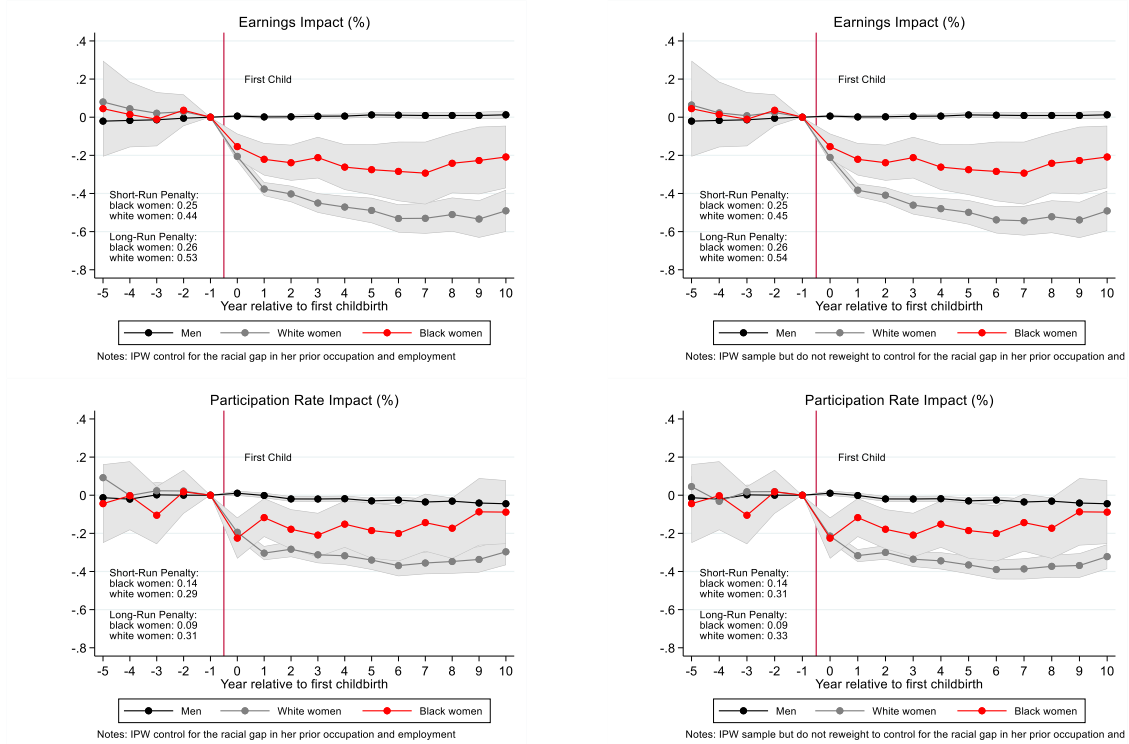 Earnings Impact (%)
.4
.2
0
-.2
-.4
-.6
-.8
First Child
Short-Run Penalty:
black women: 0.25
white women: 0.44
Long-Run Penalty:
black women: 0.26
white women: 0.53
-5 -4 -3 -2 -1 0 1 2 3 4 5 6 7 8 9 10
Year relative to first childbirth
Men White women Black women
Notes: IPW control for the racial gap in her prior occupation and employment
Earnings Impact (%)
.4
.2
0
-.2
-.4
-.6
-.8
First Child
Short-Run Penalty:
black women: 0.25
white women: 0.45
Long-Run Penalty:
black women: 0.26
white women: 0.54
-5 -4 -3 -2 -1 0 1 2 3 4 5 6 7 8 9 10
Year relative to first childbirth
Men White women Black women
Notes: IPW sample but do not reweight to control for the racial gap in her prior occupation and
Participation Rate Impact (%)
.4
.2
0
-.2
-.4
-.6
-.8
First Child
Short-Run Penalty:
black women: 0.14
white women: 0.29
Long-Run Penalty:
black women: 0.09
white women: 0.31
-5 -4 -3 -2 -1 0 1 2 3 4 5 6 7 8 9 10
Year relative to first childbirth
Men White women Black women
Notes: IPW control for the racial gap in her prior occupation and employment
Participation Rate Impact (%)
.4
.2
0
-.2
-.4
-.6
-.8
First Child
Short-Run Penalty:
black women: 0.14
white women: 0.31
Long-Run Penalty:
black women: 0.09
white women: 0.33
-5 -4 -3 -2 -1 0 1 2 3 4 5 6 7 8 9 10
Year relative to first childbirth
Men White women Black women
Notes: IPW sample but do not reweight to control for the racial gap in her prior occupation and